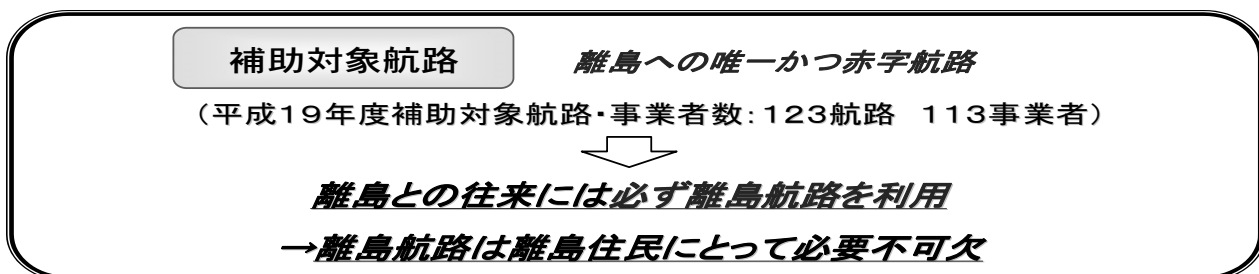 補助対象航路 離島への唯一かつ赤字航路
（平成19年度補助対象航路・事業者数：123航路　113事業者）
離島との往来には必ず離島航路を利用
→離島航路は離島住民にとって必要不可欠